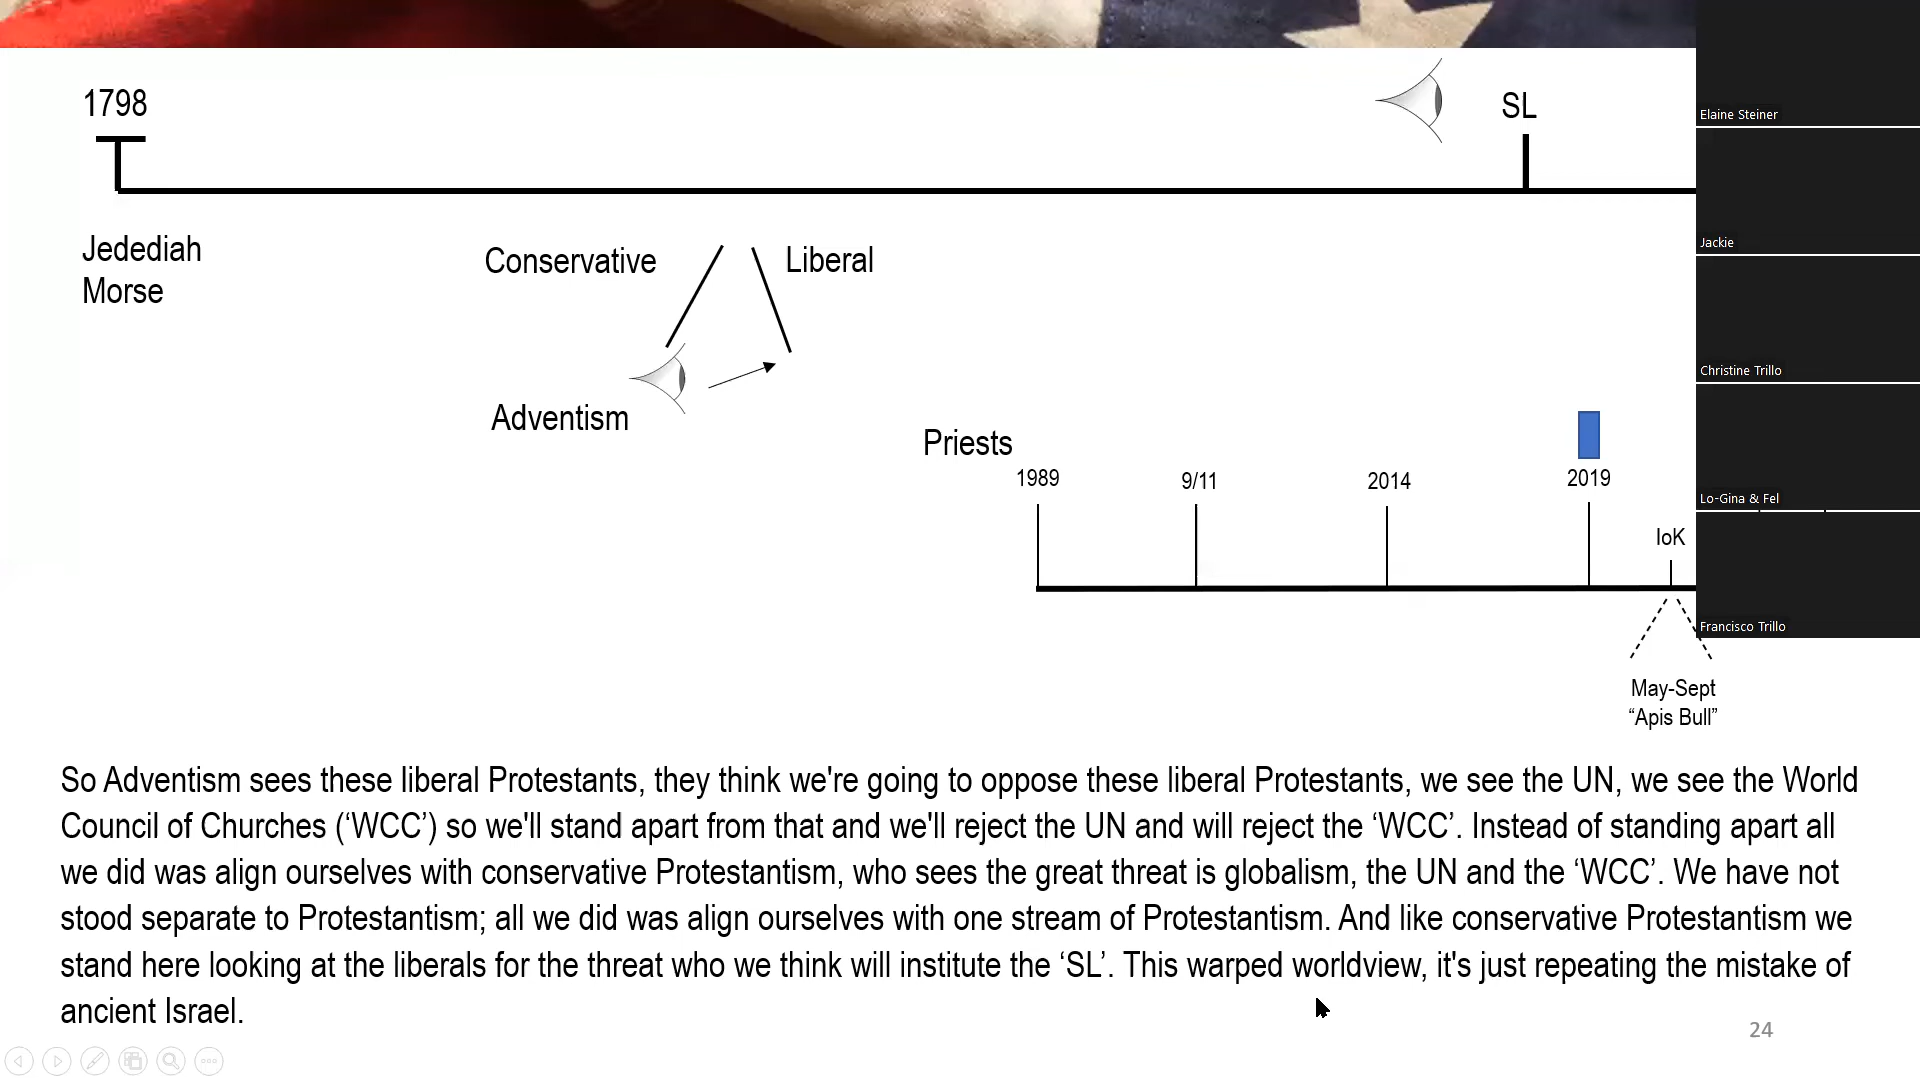 1798
SL
Elaine Steiner
Jackie
Jedediah
Morse
Conservative
Liberal
Christine Trillo
Adventism
Priests
1989
9/11
2014
2019
Lo-Gina & Fel
IoK
Francisco Trillo
May-Sept
“Apis Bull”
So Adventism sees these liberal Protestants, they think we're going to oppose these liberal Protestants, we see the UN, we see the World
Council of Churches (‘WCC’) so we'll stand apart from that and we'll reject the UN and will reject the ‘WCC’. Instead of standing apart all
we did was align ourselves with conservative Protestantism, who sees the great threat is globalism, the UN and the ‘WCC’. We have not
stood separate to Protestantism; all we did was align ourselves with one stream of Protestantism. And like conservative Protestantism we
stand here looking at the liberals for the threat who we think will institute the ‘SL’. This warped worldview, it's just repeating the mistake of
ancient Israel.
24